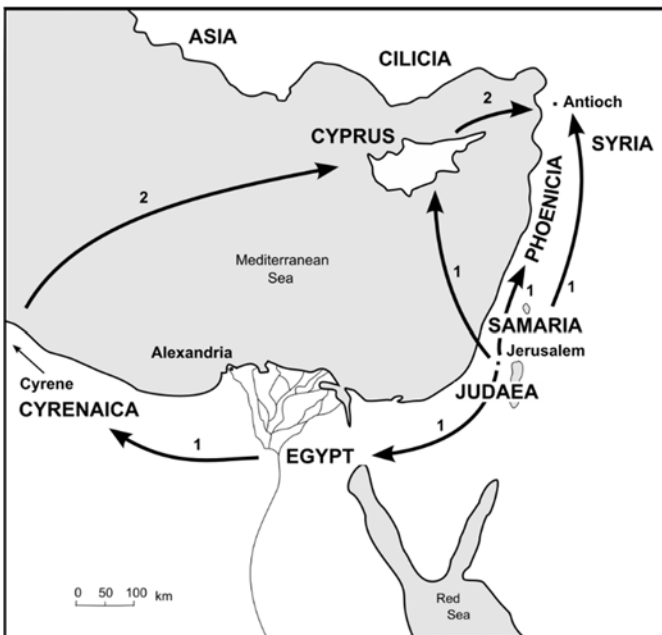 ASIA
CILICIA
2
Antioch
CYPRUS
SYRIA
2
PHOENICIA
Mediterranean
Sea
1
1
1
SAMARIA
Alexandria
Jerusalem
Cyrene
JUDAEA
CYRENAICA
1
1
EGYPT
0 50 100 km
Red
Sea